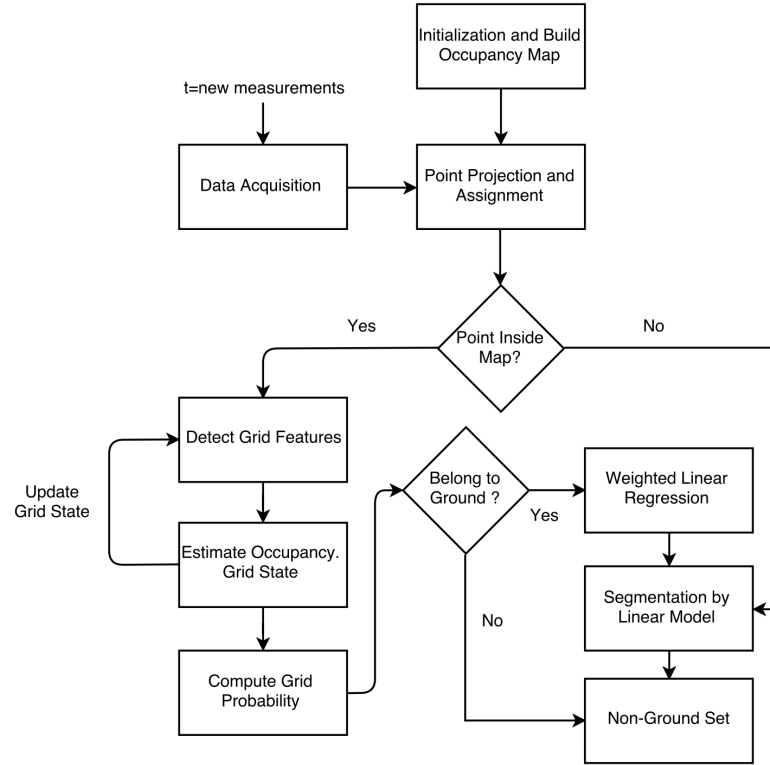 Initialization and Build
Occupancy Map
t=new measurements
Data Acquisition
Point Projection and
Assignment
Point Inside
Map?
Yes
No
Detect Grid Features
Update
Grid State
Estimate Occupancy.
Grid State
Compute Grid
Probability
Belong to
Ground ?
Yes
No
Weighted Linear
Regression
Segmentation by
Linear Model
Non-Ground Set